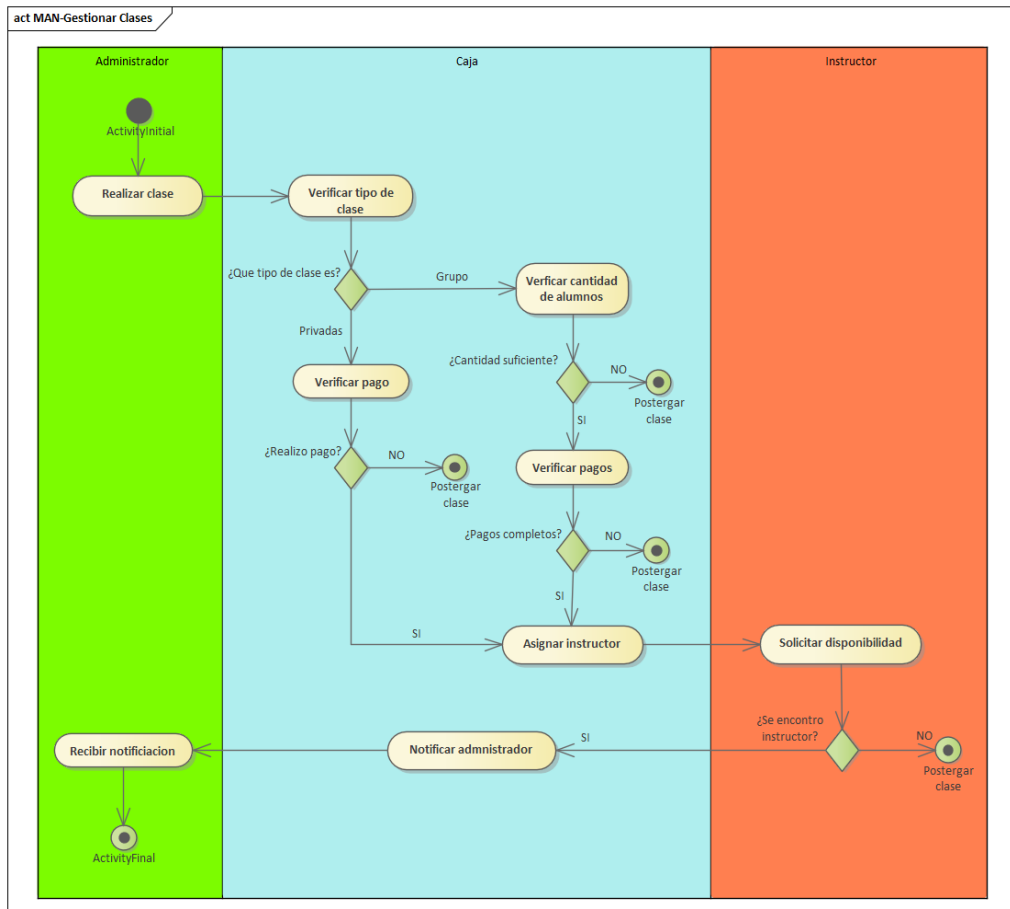 act MAN-Gestionar Clases
Administrador
Caja
Instructor
ActivityInitial
Realizar clase
Verificar tipo de
clase
¿Que tipo de clase es?
Grupo
Verficar cantidad
de alumnos
Privadas
¿Cantidad suficiente?
NO
Postergar
clase
Verificar pago
SI
¿Realizo pago?
NO
Postergar
clase
Verificar pagos
¿Pagos completos?
NO
Postergar
clase
SI
SI
Asignar instructor
Solicitar disponibilidad
¿Se encontro
instructor?
NO
Postergar
clase
SI
Notificar admnistrador
Recibir notificiacion
ActivityFinal